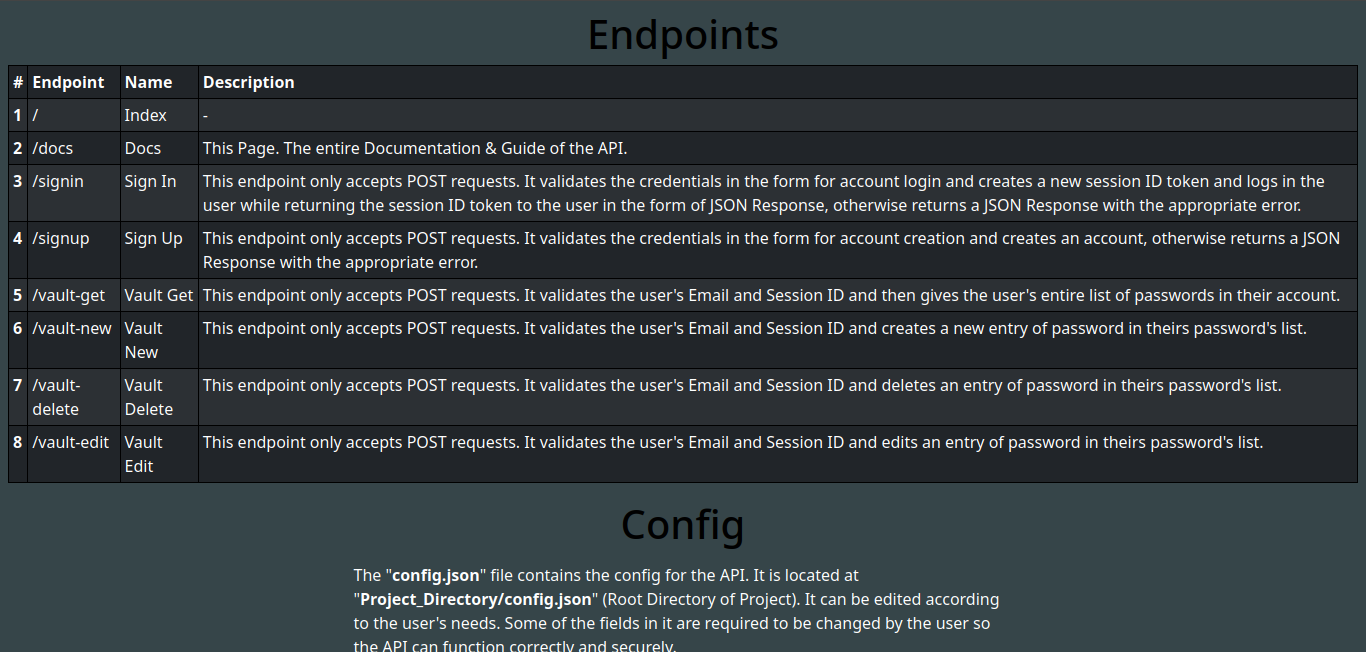 Endpoints
# Endpoint Name Description
1 / Index -
2 /docs Docs This Page. The entire Documentation & Guide of the API.
3 /signin Sign In This endpoint only accepts POST requests. It validates the credentials in the form for account login and creates a new session ID token and logs in the
user while returning the session ID token to the user in the form of JSON Response, otherwise returns a JSON Response with the appropriate error.
4 /signup Sign Up This endpoint only accepts POST requests. It validates the credentials in the form for account creation and creates an account, otherwise returns a JSON
Response with the appropriate error.
5 /vault-get Vault Get This endpoint only accepts POST requests. It validates the user's Email and Session ID and then gives the user's entire list of passwords in their account.
6 /vault-new Vault This endpoint only accepts POST requests. It validates the user's Email and Session ID and creates a new entry of password in theirs password's list.
New
7 /vault- Vault This endpoint only accepts POST requests. It validates the user's Email and Session ID and deletes an entry of password in theirs password's list.
delete Delete
8 /vault-edit Vault This endpoint only accepts POST requests. It validates the user's Email and Session ID and edits an entry of password in theirs password's list.
Edit
Config
The "config.json" file contains the config for the API. It is located at
"Project_Directory/config.json" (Root Directory of Project). It can be edited according
to the user's needs. Some of the fields in it are required to be changed by the user so
the API can function correctly and securely.